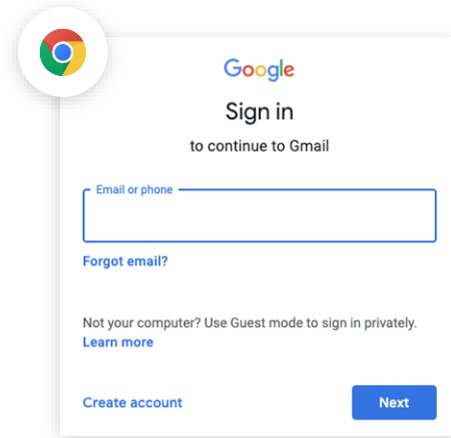 Google
Sign in
to continue to Gmail
Email or phone
Forgot email?
Not your computer? Use Guest mode to sign in privately.
Learn more
Create account
Next